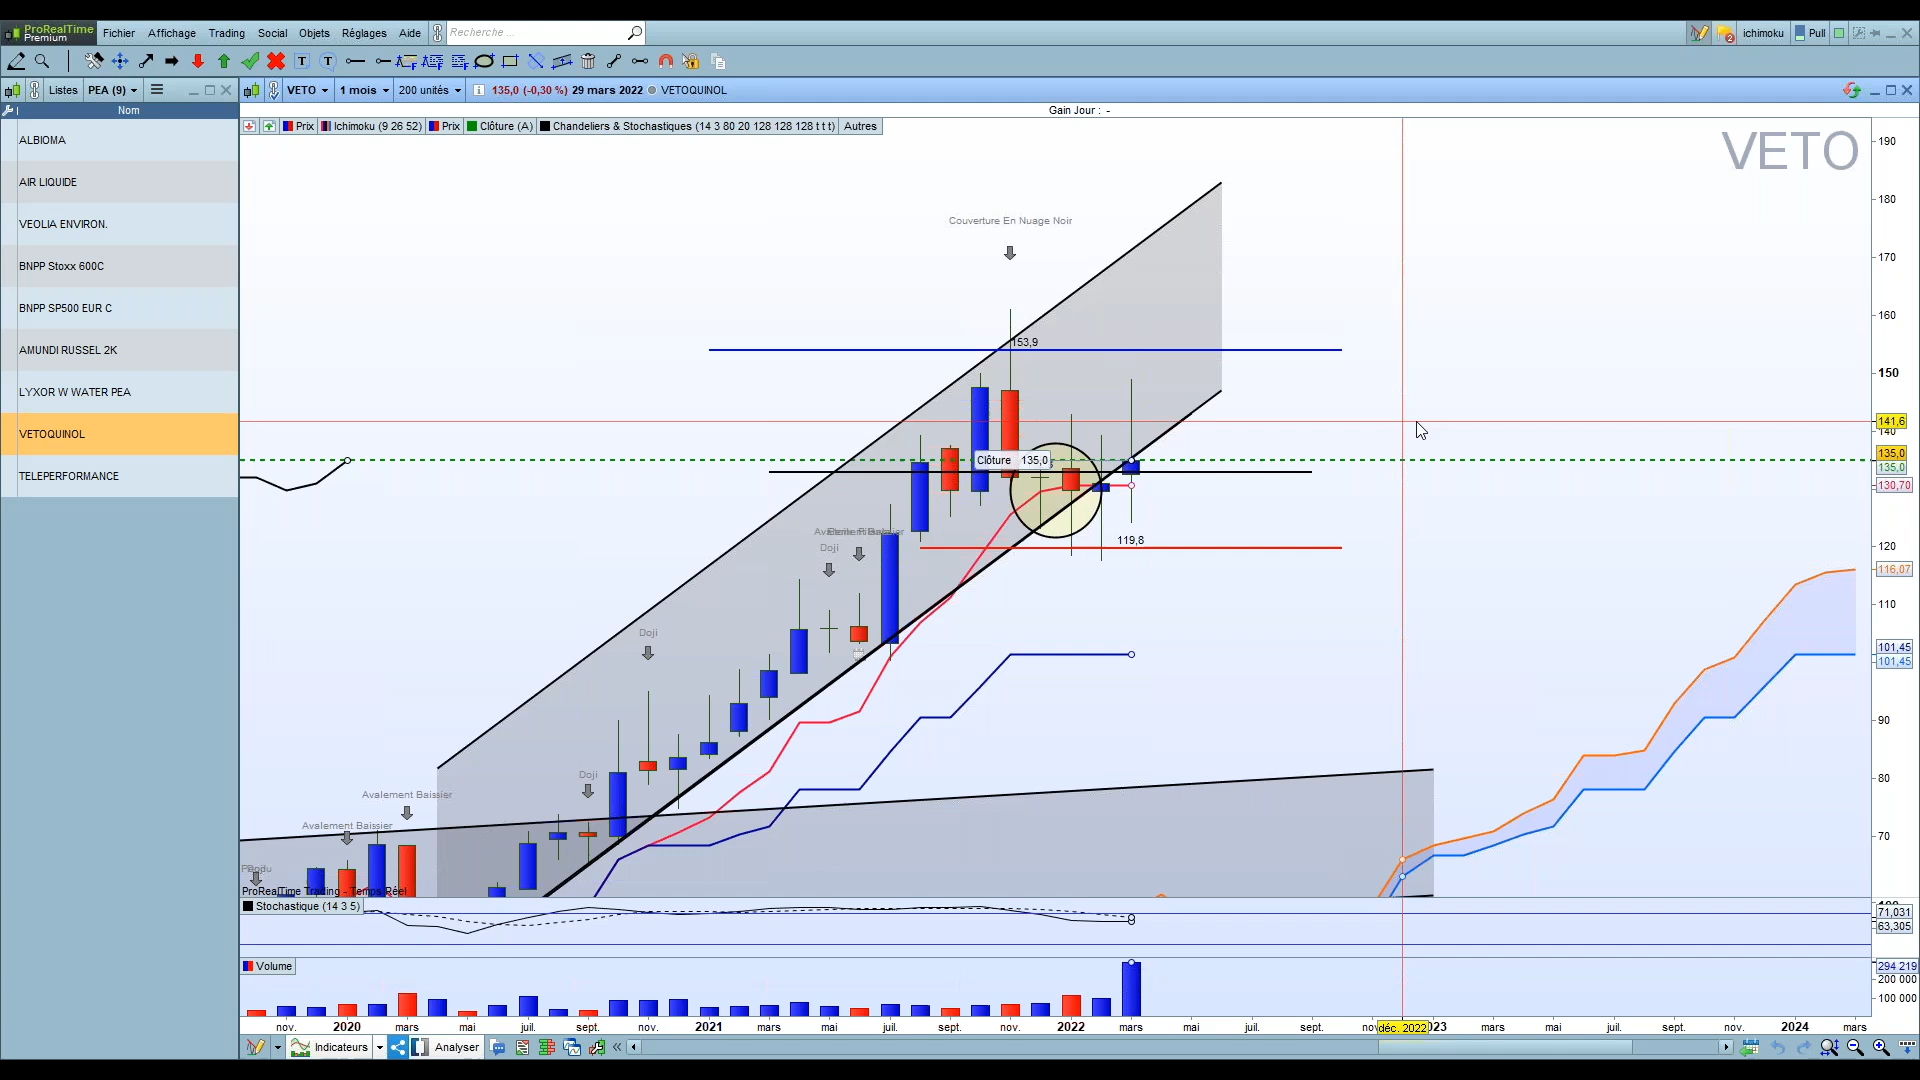 ProRealTime Premium Fichier Affichage Trading Social Objets Réglages Aide Recherche ... 2 ichimoku Pull
Listes PEA (9) VETO 1 mois 200 unités 135,0 (-0,30 %) 29 mars 2022 VETOQUINOL
Nom
Gain Jour : -
Prix Ichimoku (9 26 52) Prix Clôture (A) Chandeliers & Stochastiques (14 3 80 20 128 128 128 t t t) Autres
ALBIOMA
AIR LIQUIDE
VEOLIA ENVIRON.
BNPP Stoxx 600C
BNPP SP500 EUR C
AMUNDI RUSSEL 2K
LYXOR W WATER PEA
VETOQUINOL
TELEPERFORMANCE
VETO
190
180
170
160
150
141,6
140
135,0
135,0
130,70
120
116,07
110
101,45
101,45
90
80
70
Couverture En Nuage Noir
153,9
Clôture 135,0
119,8
Doji
Doji
Doji
Avalement Baissier
Avalement Baissier
ProRealTime Trading - Temps Réel
Stochastique (14 3 5)
71,031
63,305
Volume
294 219
200 000
100 000
nov. 2020 mars mai juil. sept. nov. 2021 mars mai juil. sept. nov. 2022 mars mai juil. sept. déc. 2022 mars mai juil. sept. nov. 2024 mars
Indicateurs Analyser